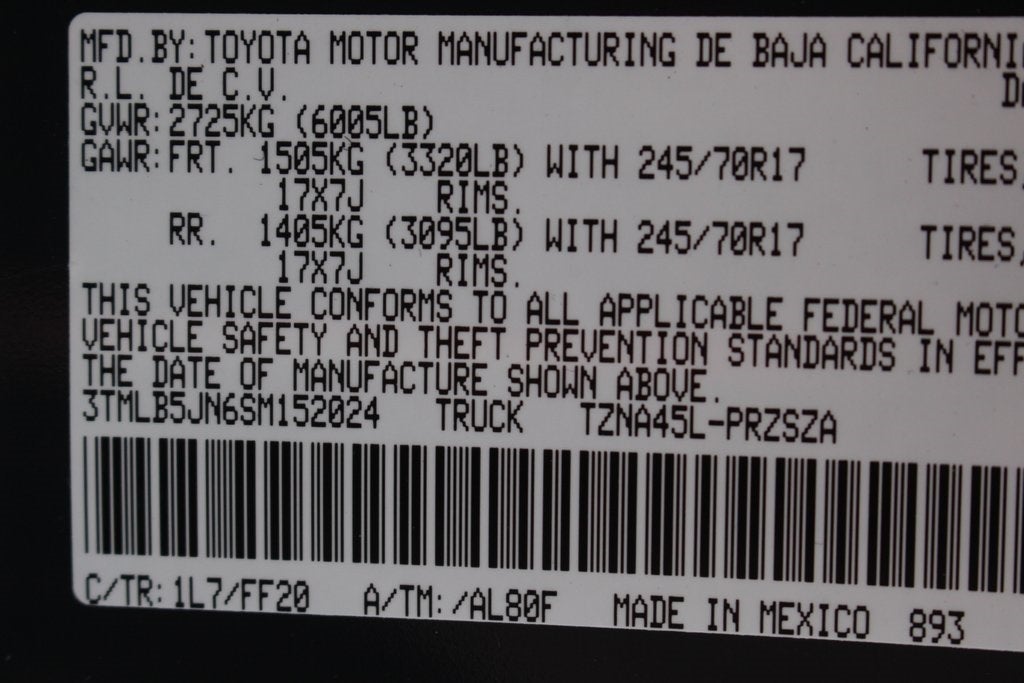 MFD.BY:TOYOTA MOTOR MANUFACTURING DE BAJA
R.L. DE C.V.
GVWR:2725KG (6005LB)
GAWR:FRT. 1505KG (3320LB) WITH 245/70R17 TIRES,
17X7J RIMS.
RR. 1405KG (3095LB) WITH 245/70R17 TIRES,
17X7J RIMS.
THIS VEHICLE CONFORMS TO ALL APPLICABLE FEDERAL
VEHICLE SAFETY AND THEFT PREVENTION STANDARDS IN
THE DATE OF MANUFACTURE SHOWN ABOVE.
3TMLB5JN6SM152024 TRUCK TZNA45L-PRZSZA
C/TR:1L7/FF20 A/TM:/AL80F MADE IN MEXICO 893